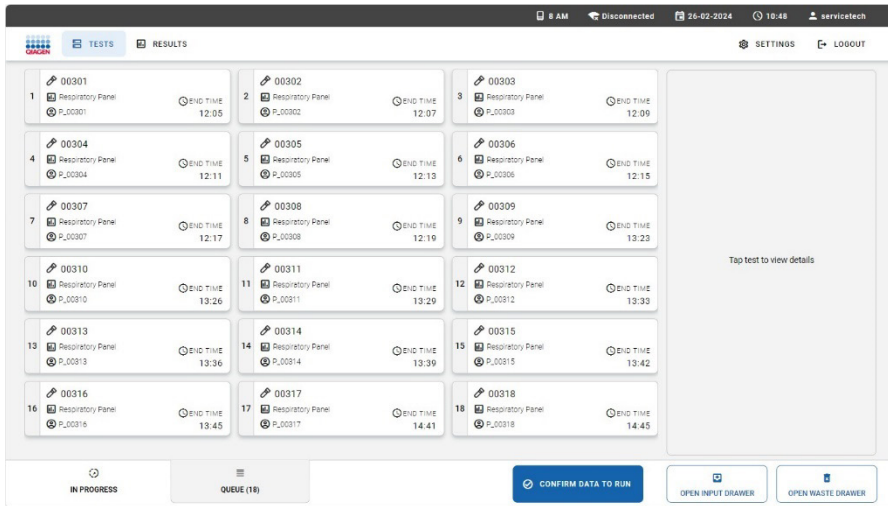 8 AM Disconnected 26-02-2024 10:48 servicetech
QIAGEN TESTS RESULTS SETTINGS LOGOUT
1 00301 Respiratory Panel P_00301 END TIME 12:05
2 00302 Respiratory Panel P_00302 END TIME 12:07
3 00303 Respiratory Panel P_00303 END TIME 12:09
4 00304 Respiratory Panel P_00304 END TIME 12:11
5 00305 Respiratory Panel P_00305 END TIME 12:13
6 00306 Respiratory Panel P_00306 END TIME 12:15
7 00307 Respiratory Panel P_00307 END TIME 12:17
8 00308 Respiratory Panel P_00308 END TIME 12:19
9 00309 Respiratory Panel P_00309 END TIME 13:23
10 00310 Respiratory Panel P_00310 END TIME 13:26
11 00311 Respiratory Panel P_00311 END TIME 13:29
12 00312 Respiratory Panel P_00312 END TIME 13:33
13 00313 Respiratory Panel P_00313 END TIME 13:36
14 00314 Respiratory Panel P_00314 END TIME 13:39
15 00315 Respiratory Panel P_00315 END TIME 13:42
16 00316 Respiratory Panel P_00316 END TIME 13:45
17 00317 Respiratory Panel P_00317 END TIME 14:41
18 00318 Respiratory Panel P_00318 END TIME 14:45
Tap test to view details
IN PROGRESS QUEUE (18) CONFIRM DATA TO RUN OPEN INPUT DRAWER OPEN WASTE DRAWER